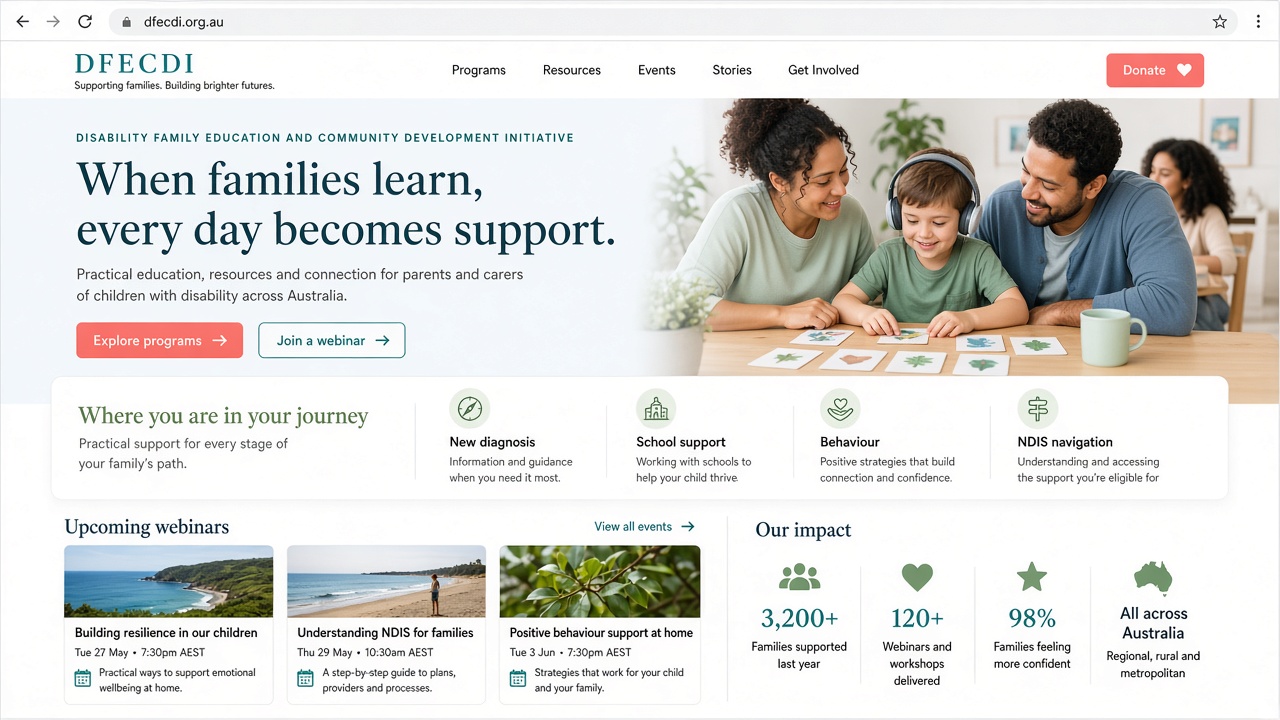 dfecdi.org.au
DFECDI
Supporting families. Building brighter futures.
Programs
Resources
Events
Stories
Get Involved
Donate
DISABILITY FAMILY EDUCATION AND COMMUNITY DEVELOPMENT INITIATIVE
When families learn,
every day becomes support.
Practical education, resources and connection for parents and carers
of children with disability across Australia.
Explore programs
Join a webinar
Where you are in your journey
Practical support for every stage of
your family's path.
New diagnosis
Information and guidance
when you need it most.
School support
Working with schools to
help your child thrive.
Behaviour
Positive strategies that build
connection and confidence.
NDIS navigation
Understanding and accessing
the support you're eligible for
Upcoming webinars
View all events
Building resilience in our children
Tue 27 May • 7:30pm AEST
Practical ways to support emotional
wellbeing at home.
Understanding NDIS for families
Thu 29 May • 10:30am AEST
A step-by-step guide to plans,
providers and processes.
Positive behaviour support at home
Tue 3 Jun • 7:30pm AEST
Strategies that work for your child
and your family.
Our impact
3,200+
Families supported
last year
120+
Webinars and
workshops
delivered
98%
Families feeling
more confident
All across
Australia
Regional, rural and
metropolitan